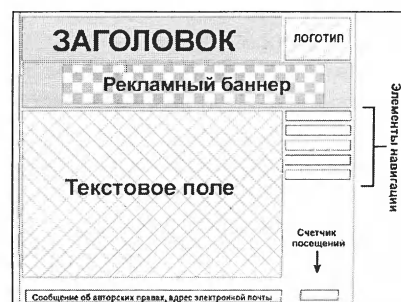 ЗАГОЛОВОК
ЛОГОТИП
Рекламный баннер
Элементы навигации
Текстовое поле
Счетчик
посещений
Сообщение об авторских правах, адрес электронной почты